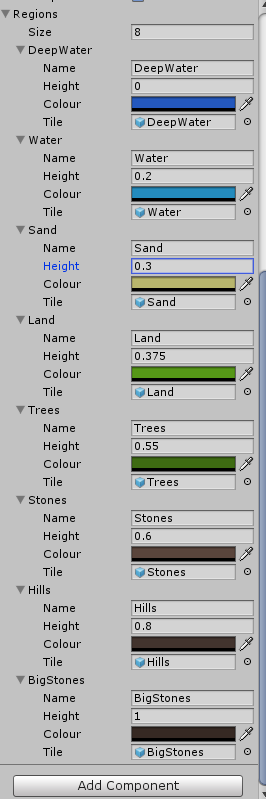 Regions
Size 8
DeepWater
Name DeepWater
Height 0
Colour
Tile DeepWater
Water
Name Water
Height 0.2
Colour
Tile Water
Sand
Name Sand
Height 0.3
Colour
Tile Sand
Land
Name Land
Height 0.375
Colour
Tile Land
Trees
Name Trees
Height 0.55
Colour
Tile Trees
Stones
Name Stones
Height 0.6
Colour
Tile Stones
Hills
Name Hills
Height 0.8
Colour
Tile Hills
BigStones
Name BigStones
Height 1
Colour
Tile BigStones
Add Component